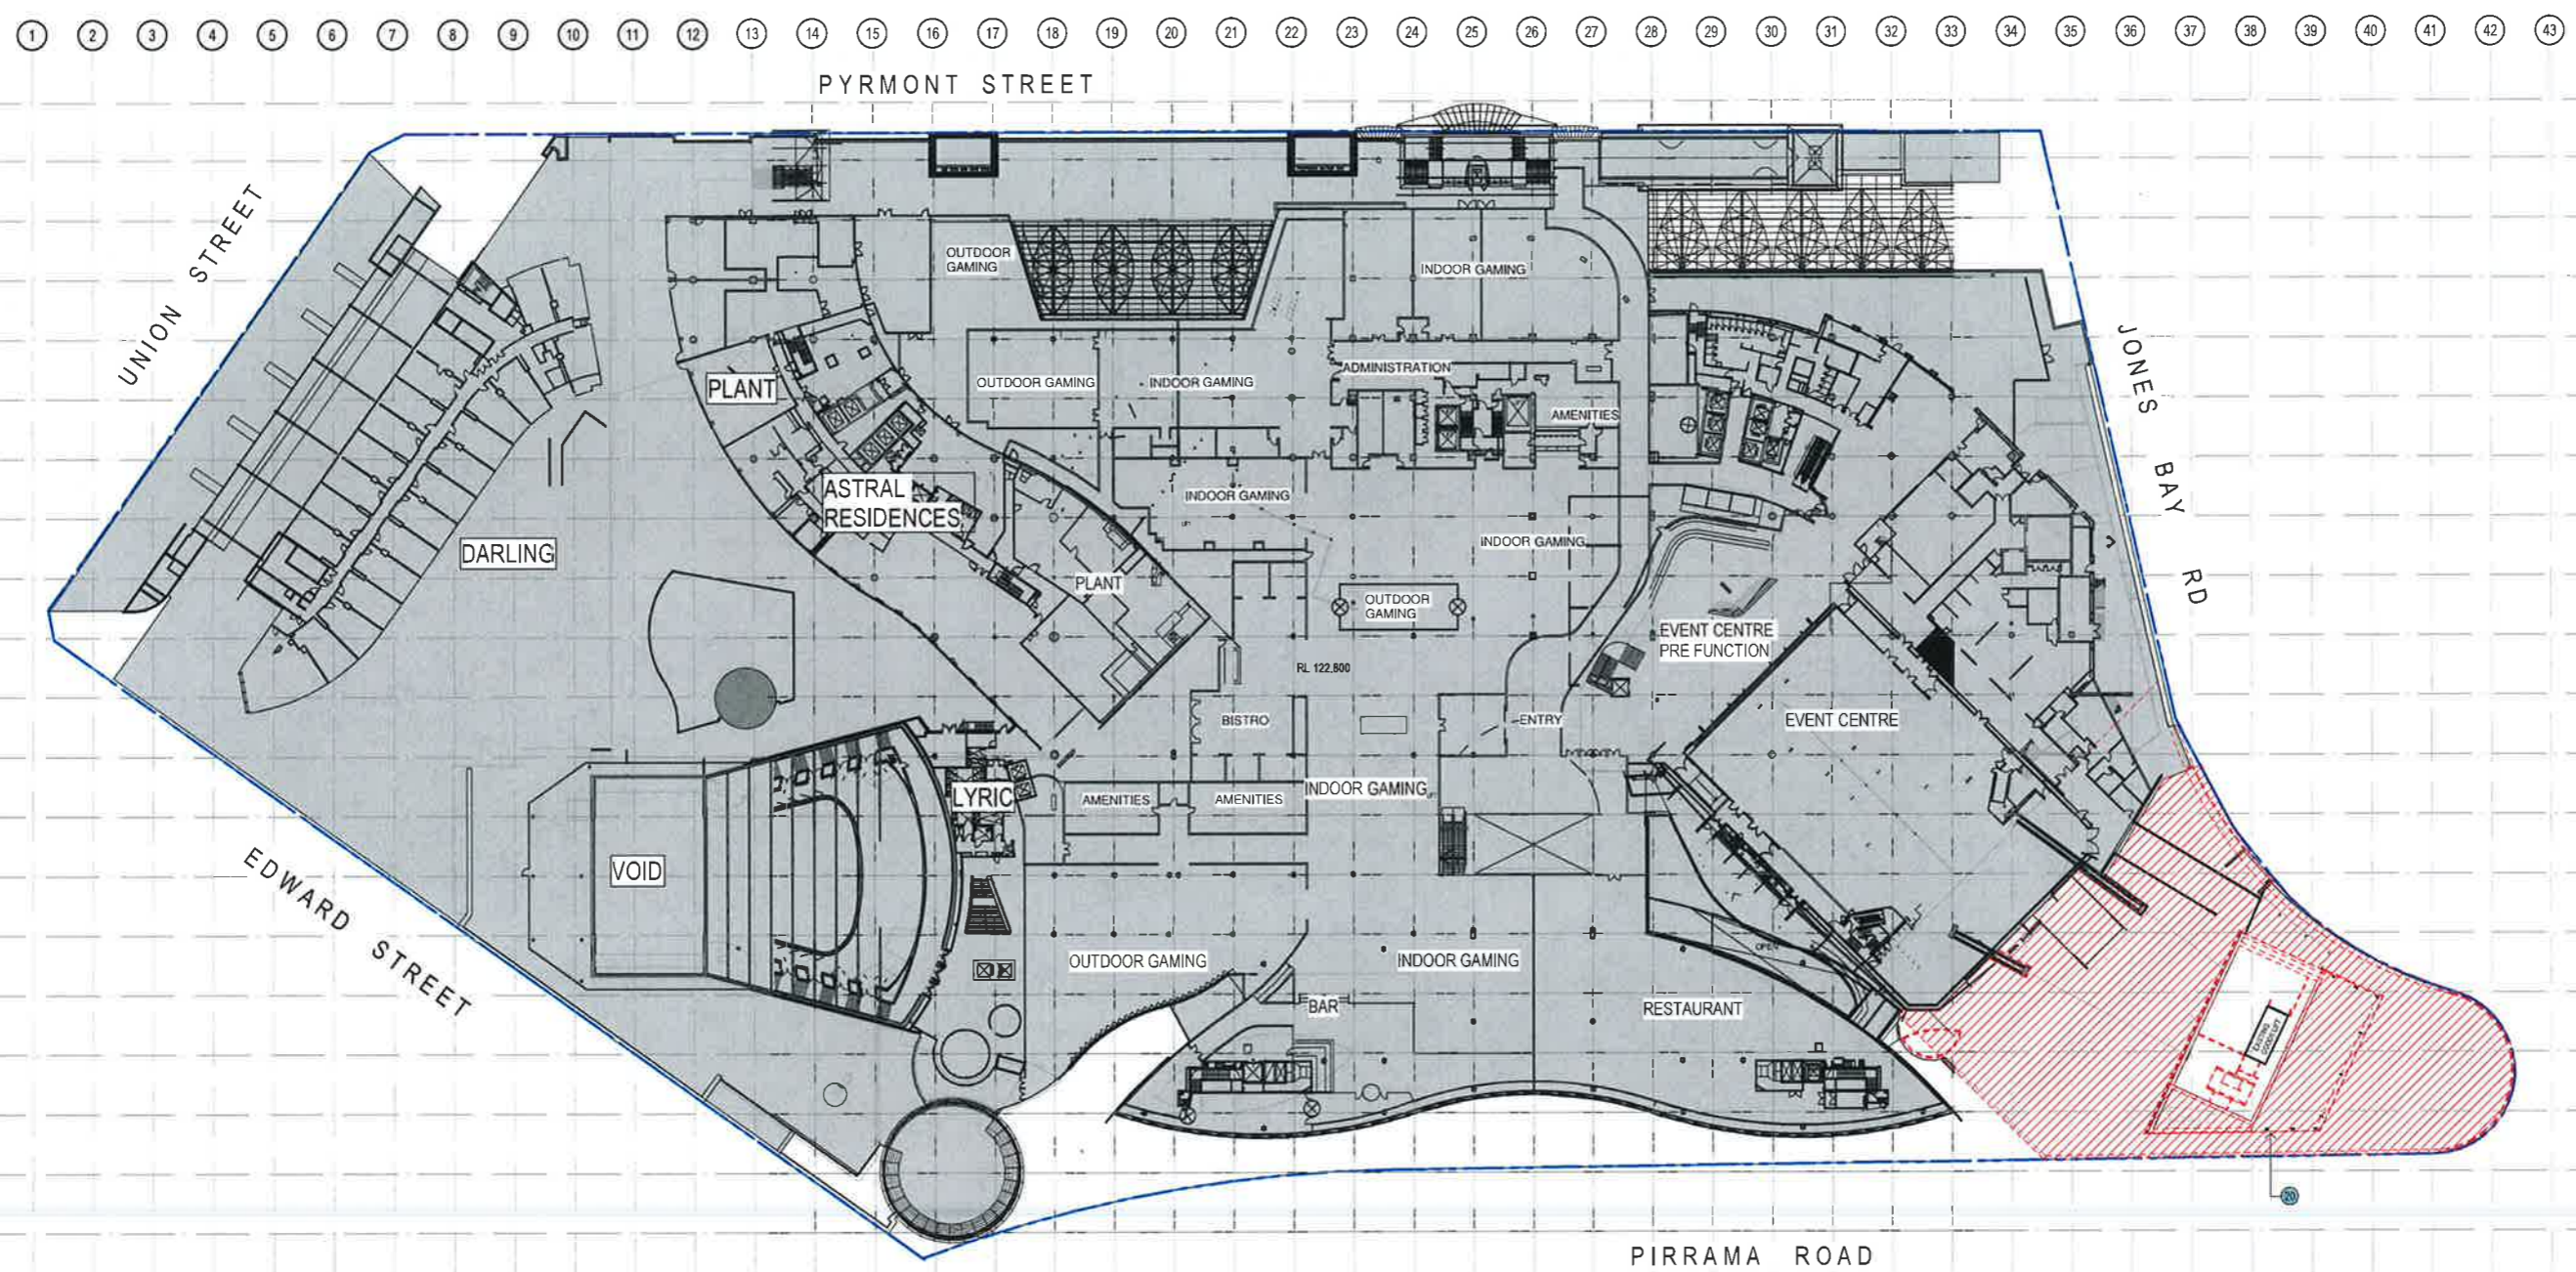 1 2 3 4 5 6 7 8 9 10 11 12 13 14 15 16 17 18 19 20 21 22 23 24 25 26 27 28 29 30 31 32 33 34 35 36 37 38 39 40 41 42 43
PYRMONT STREET
UNION STREET
OUTDOOR
GAMING
INDOOR GAMING
JONES BAY RD
PLANT
OUTDOOR GAMING
INDOOR GAMING
ADMINISTRATION
AMENITIES
ASTRAL
RESIDENCES
INDOOR GAMING
INDOOR GAMING
DARLING
PLANT
OUTDOOR
GAMING
EVENT CENTRE
PRE FUNCTION
RL 122,800
BISTRO
ENTRY
EVENT CENTRE
LYRIC
AMENITIES
AMENITIES
INDOOR GAMING
VOID
EDWARD STREET
OPEN
OUTDOOR GAMING
INDOOR GAMING
BAR
RESTAURANT
EXISTING
GOODS LIFT
20
PIRRAMA ROAD